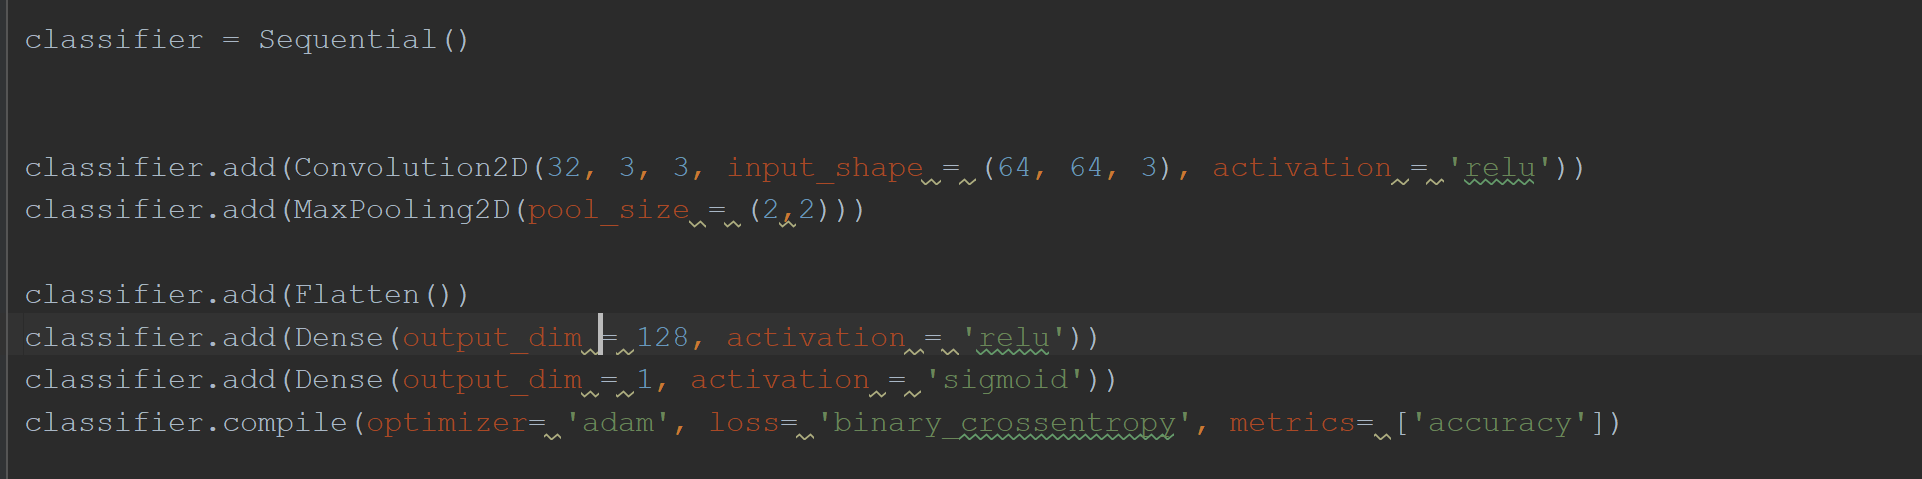 classifier = Sequential()
classifier.add(Convolution2D(32, 3, 3, input_shape = (64, 64, 3), activation = 'relu'))
classifier.add(MaxPooling2D(pool_size = (2,2)))
classifier.add(Flatten())
classifier.add(Dense(output_dim = 128, activation = 'relu'))
classifier.add(Dense(output_dim = 1, activation = 'sigmoid'))
classifier.compile(optimizer= 'adam', loss= 'binary_crossentropy', metrics= ['accuracy'])